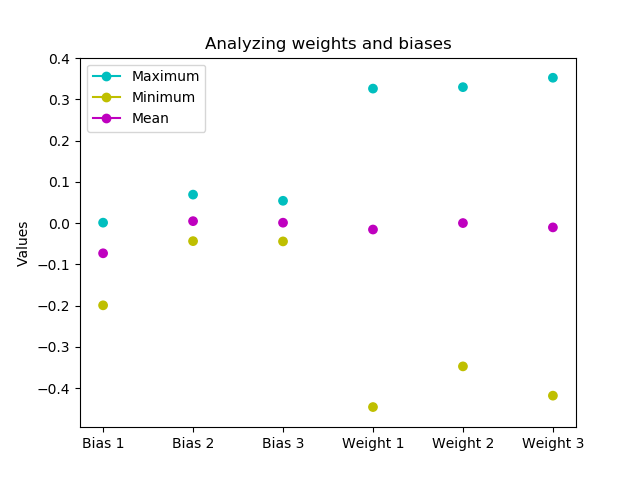 Analyzing weights and biases
Maximum
Minimum
Mean
Values
0.4
0.3
0.2
0.1
0.0
−0.1
−0.2
−0.3
−0.4
Bias 1
Bias 2
Bias 3
Weight 1
Weight 2
Weight 3